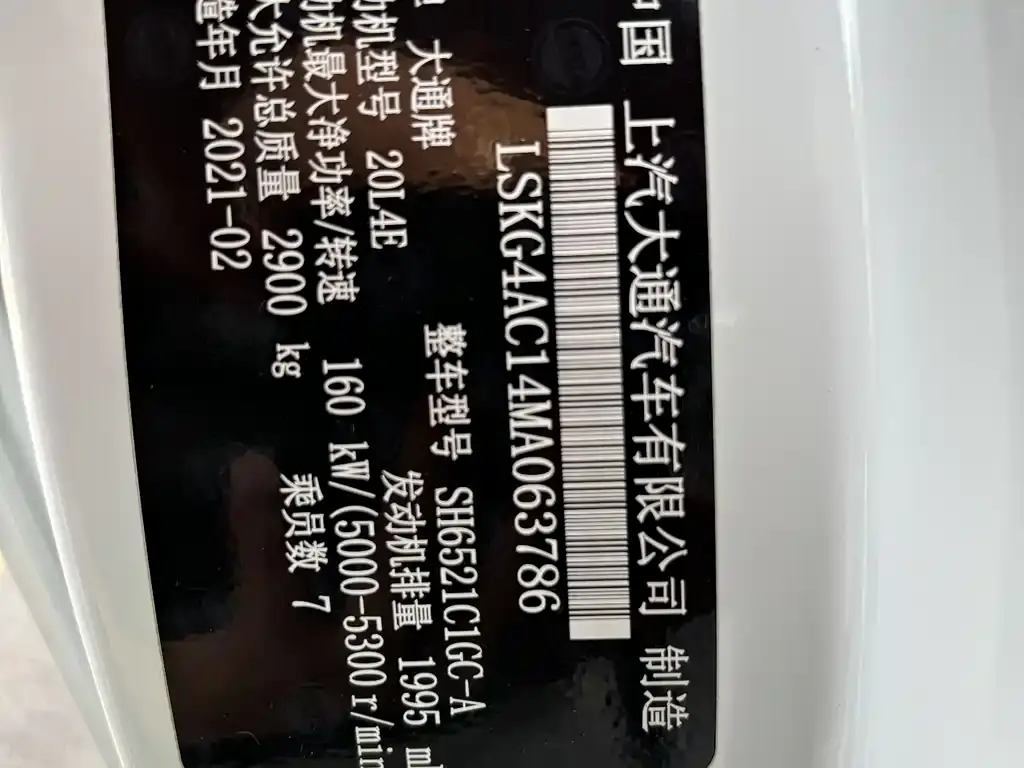 中国 上汽大通汽车有限公司 制造
LSKG4AC14MA063786
大通牌 整车型号 SH6521C1GC-A
动机型号 20L4E 发动机排量 1995 ml
动机最大净功率/转速 160 kW/(5000-5300r/min
大允许总质量 2900 kg
造年月 2021-02 乘员数 7